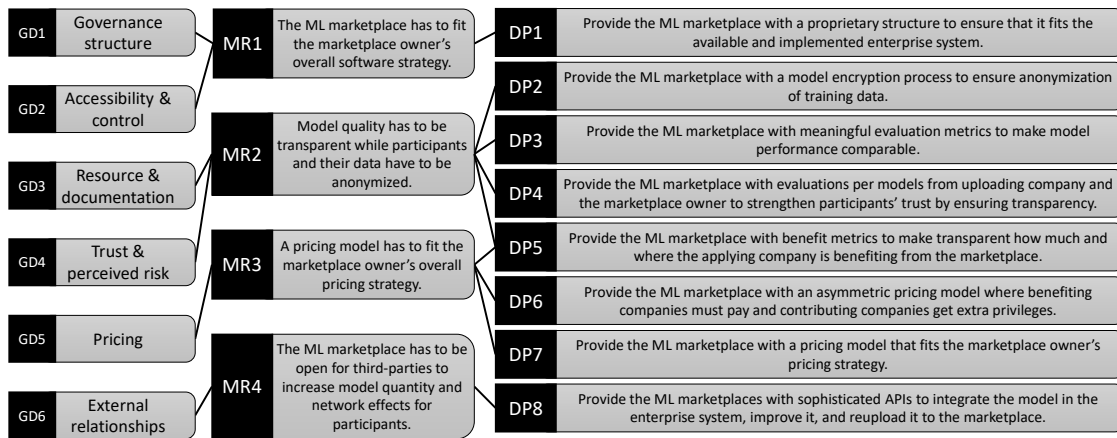 GD1
Governance
structure
GD2
Accessibility &
control
GD3
Resource &
documentation
GD4
Trust &
perceived risk
GD5
Pricing
GD6
External
relationships
MR1
The ML marketplace has to fit
the marketplace owner’s
overall software strategy.
MR2
Model quality has to be
transparent while participants
and their data have to be
anonymized.
MR3
A pricing model has to fit the
marketplace owner’s overall
pricing strategy.
MR4
The ML marketplace has to be
open for third-parties to
increase model quantity and
network effects for
participants.
DP1
Provide the ML marketplace with a proprietary structure to ensure that it fits the
available and implemented enterprise system.
DP2
Provide the ML marketplace with a model encryption process to ensure anonymization
of training data.
DP3
Provide the ML marketplace with meaningful evaluation metrics to make model
performance comparable.
DP4
Provide the ML marketplace with evaluations per models from uploading company and
the marketplace owner to strengthen participants’ trust by ensuring transparency.
DP5
Provide the ML marketplace with benefit metrics to make transparent how much and
where the applying company is benefiting from the marketplace.
DP6
Provide the ML marketplace with an asymmetric pricing model where benefiting
companies must pay and contributing companies get extra privileges.
DP7
Provide the ML marketplace with a pricing model that fits the marketplace owner’s
pricing strategy.
DP8
Provide the ML marketplaces with sophisticated APIs to integrate the model in the
enterprise system, improve it, and reupload it to the marketplace.